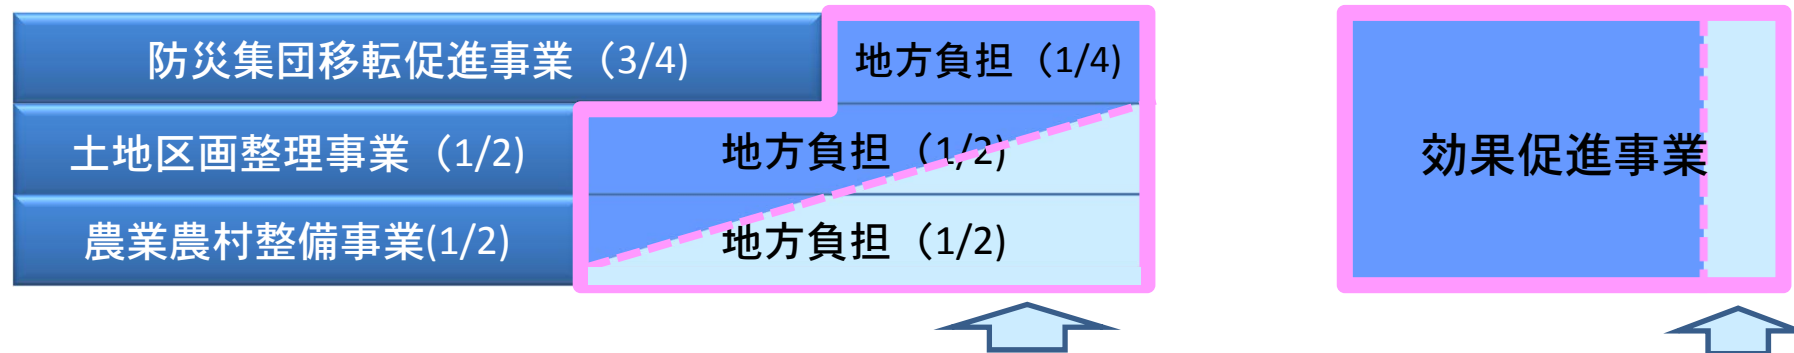 防災集団移転促進事業（3/4)
地方負担（1/4)
土地区画整理事業（1/2)
地方負担（1/2)
農業農村整備事業(1/2)
地方負担（1/2)
効果促進事業